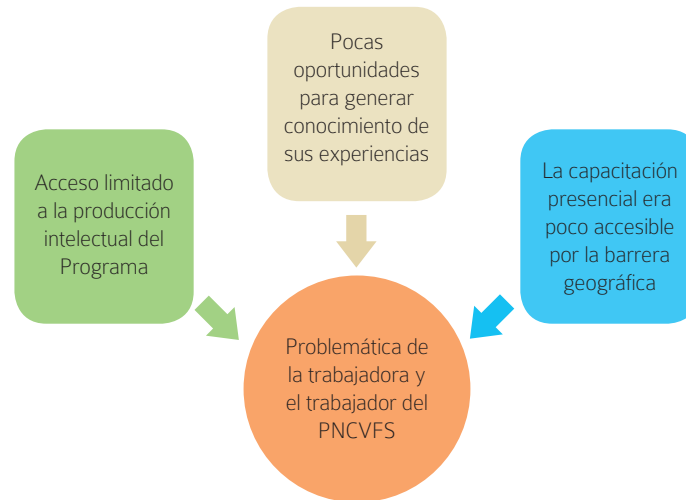 Acceso limitado
a la producción
intelectual del
Programa
Pocas
oportunidades
para generar
conocimiento de
sus experiencias
La capacitación
presencial era
poco accesible
por la barrera
geográfica
Problemática de
la trabajadora y
el trabajador del
PNCVFS